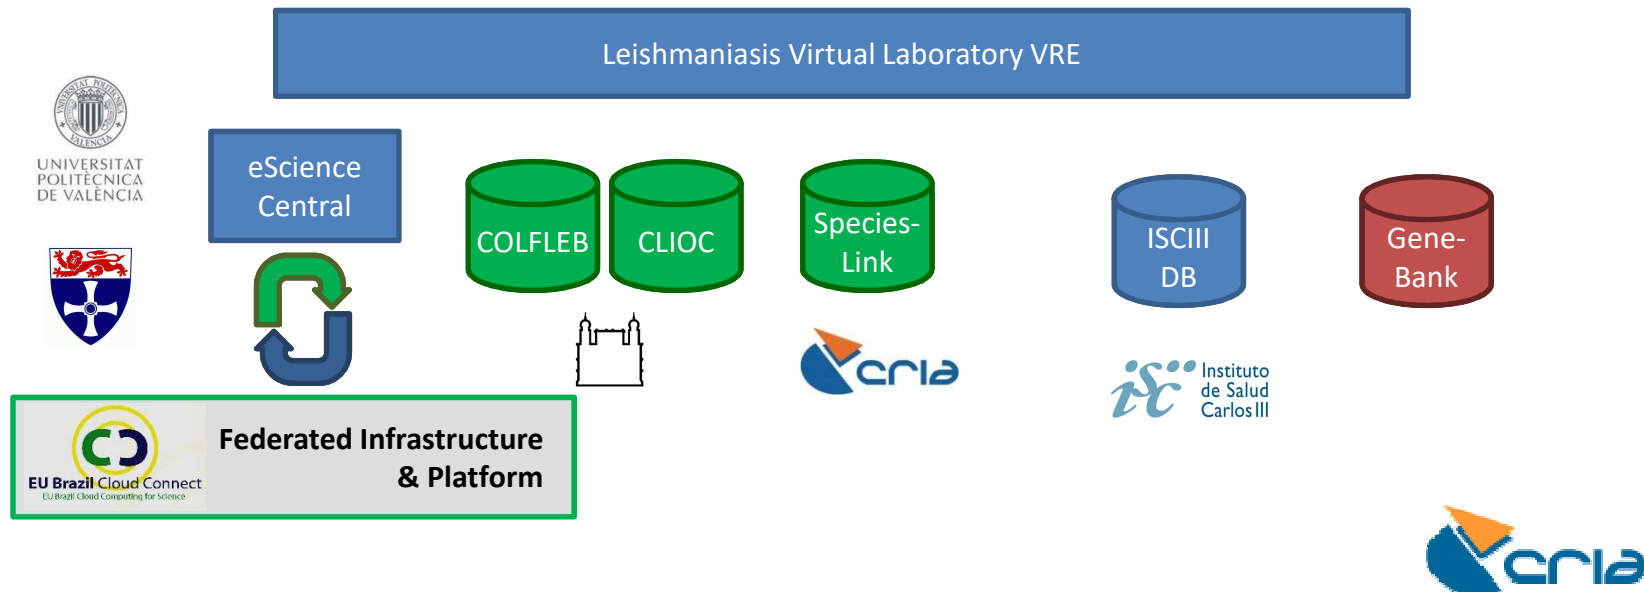 Leishmaniasis Virtual Laboratory VRE
UNIVERSITAT
POLITÈCNICA
DE VALÈNCIA
eScience
Central
COLFLEB
CLIOC
Species-
Link
ISCIII
DB
Gene-
Bank
cria
isc
Instituto
de Salud
Carlos III
Federated Infrastructure
& Platform
EU Brazil Cloud Connect
EU Brazil Cloud Computing for Science
cria